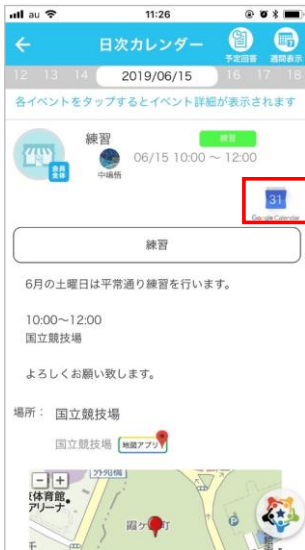 au 11:26
日次カレンダー
予定回答 週間表示
12 13 14 2019/06/15 16 17 18
各イベントをタップするとイベント詳細が表示されます
練習 練習
会員全体
中嶋悟 06/15 10:00 ～ 12:00
31
Google Calendar
練習
6月の土曜日は平常通り練習を行います。
10:00～12:00
国立競技場
よろしくお願い致します。
場所： 国立競技場
国立競技場 地図アプリ
外苑橋
体育館
アリーナ
霞ヶ 町
P